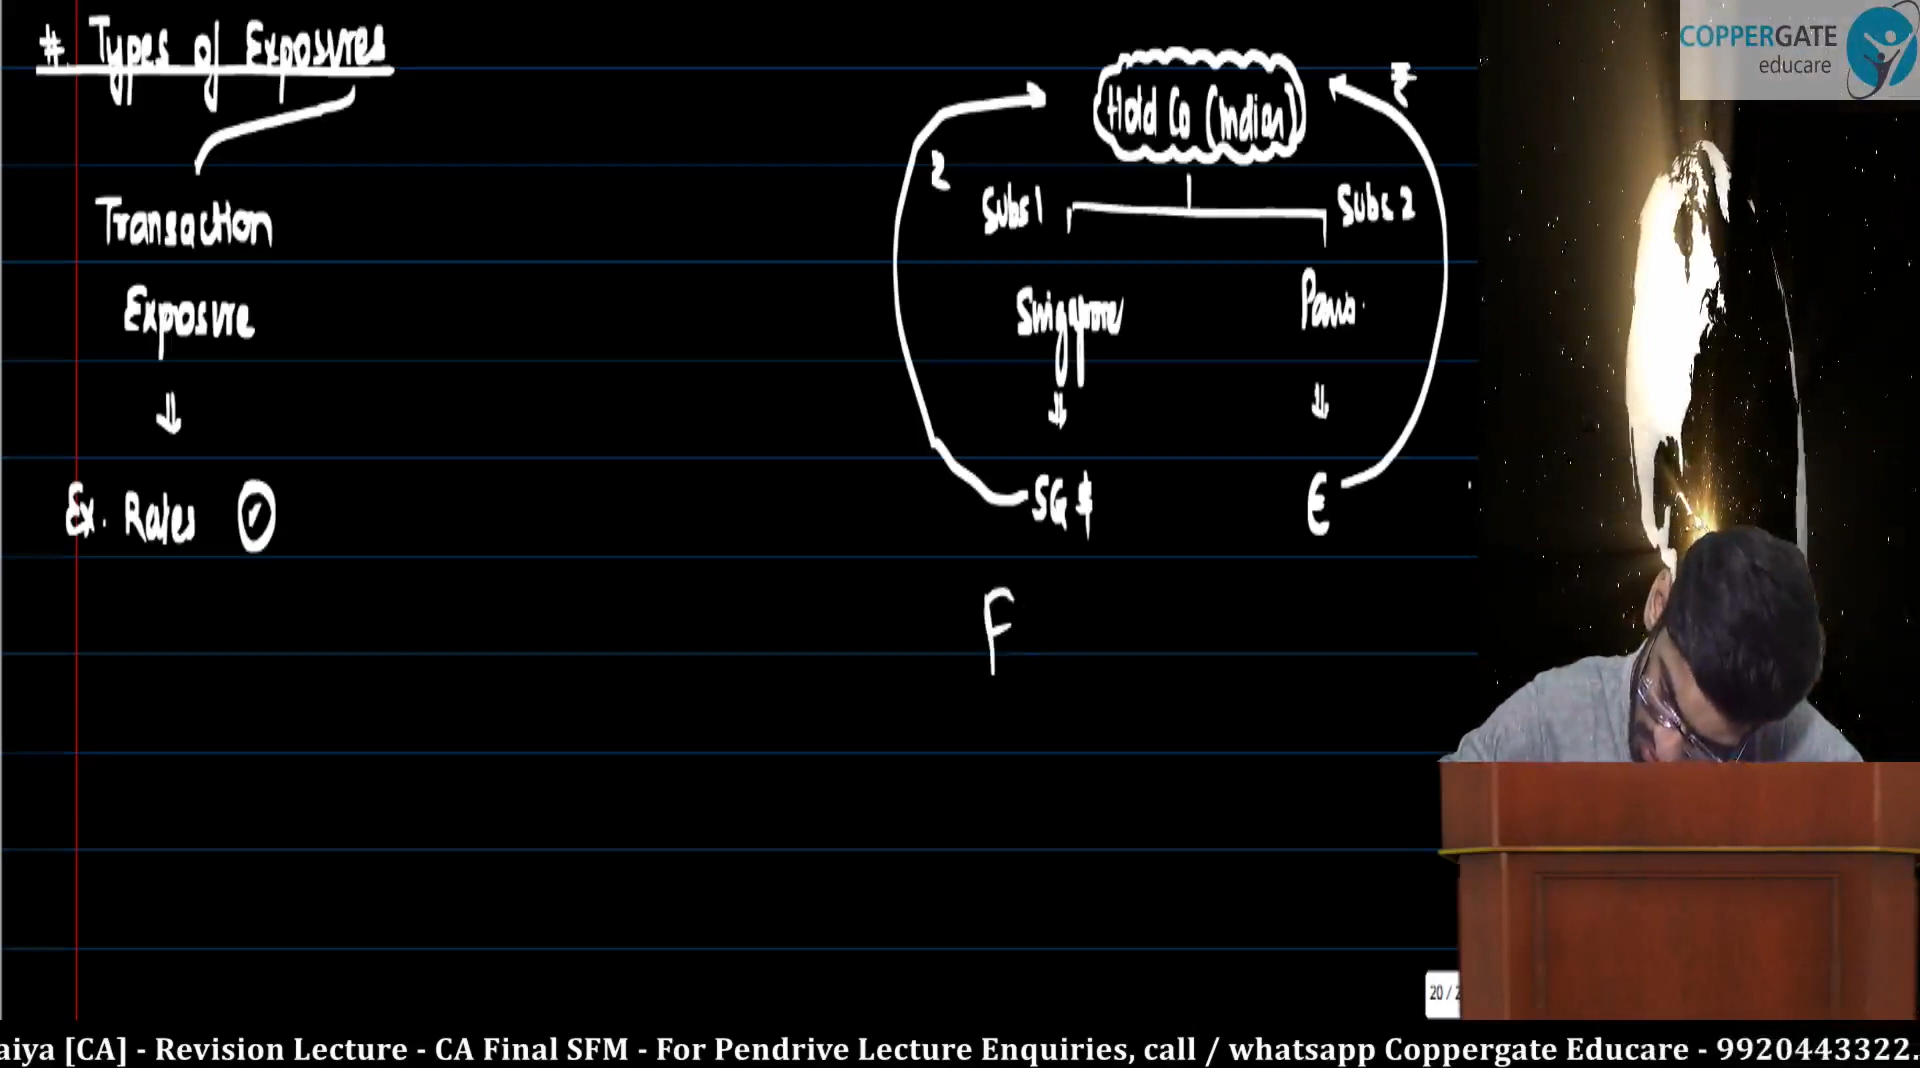 # Types of Exposures
Transaction
Exposure
Ex. Rates
Hold Co (Indian)
₹
Subs 1
Subs 2
Singapore
Paris
SG $
€
F
COPPERGATE
educare
20 / 2
aiya [CA] - Revision Lecture - CA Final SFM - For Pendrive Lecture Enquiries, call / whatsapp Coppergate Educare - 9920443322.